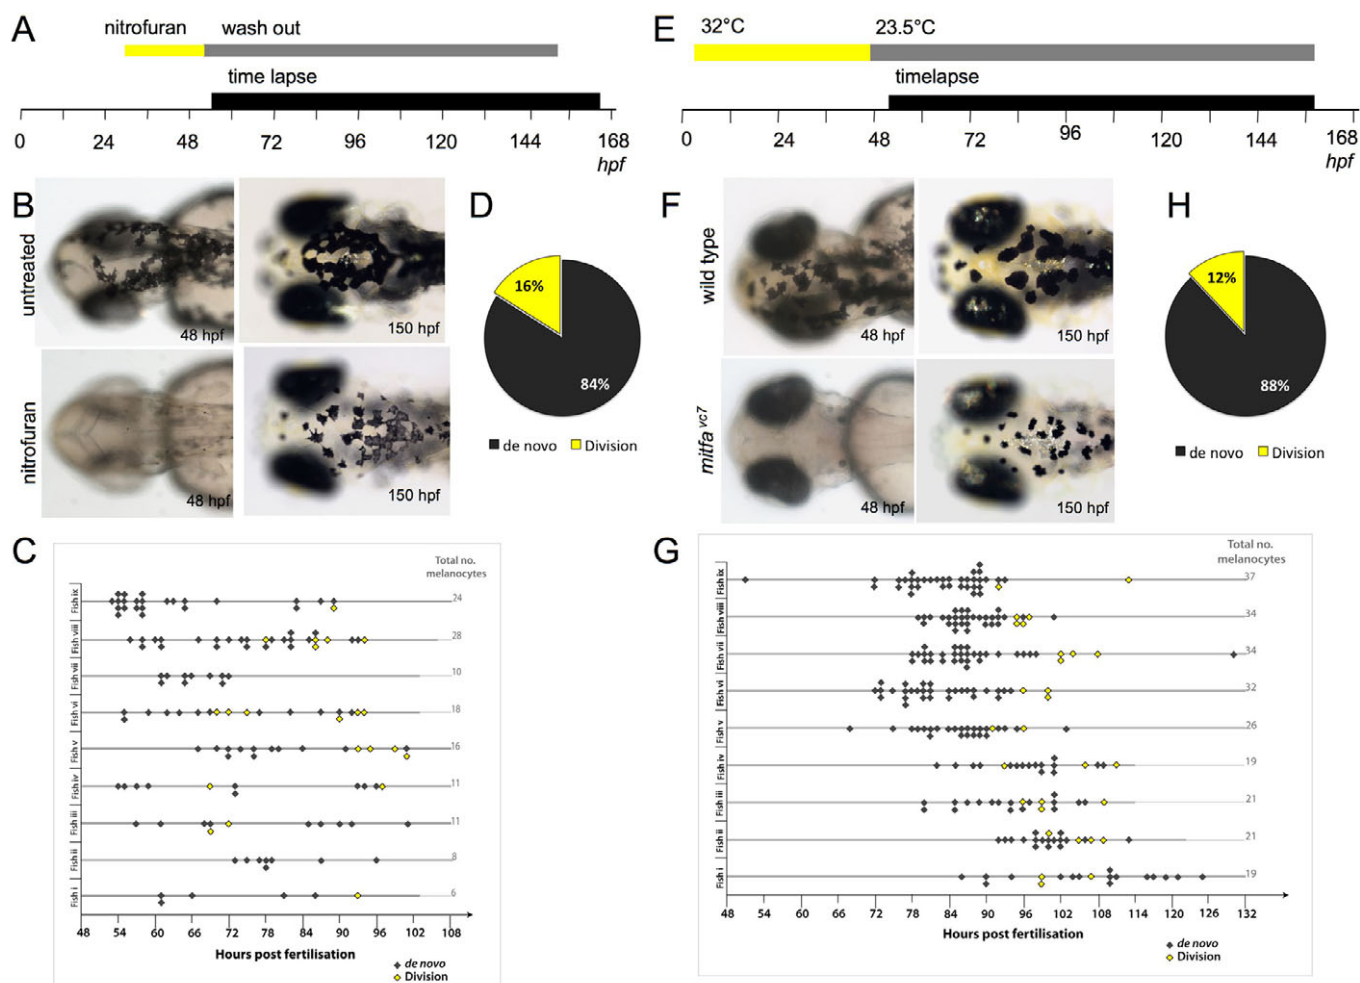 A
nitrofuran
wash out
time lapse
0
24
72
96
144
168
hpf
E
32°C
23.5°C
timelapse
0
24
48
72
96
120
144
168
hpf
B
untreated
48 hpf
150 hpf
nitrofuran
48 hpf
150 hpf
D
16%
84%
de novo
Division
F
wild type
48 hpf
150 hpf
mitfa vc7
48 hpf
150 hpf
H
12%
88%
de novo
Division
C
Total no.
melanocytes
Fish ix
24
Fish viii
28
Fish vii
10
Fish vi
18
Fish v
16
Fish iv
11
Fish iii
11
Fish ii
8
Fish i
6
48 54 60 66 72 78 84 90 96 102 108
Hours post fertilisation
de novo
Division
G
Total no.
melanocytes
Fish ix
37
Fish viii
34
Fish vii
34
Fish vi
32
Fish v
26
Fish iv
19
Fish iii
21
Fish ii
21
Fish i
19
48 54 60 66 72 78 84 90 96 102 108 114 120 126 132
Hours post fertilisation
de novo
Division